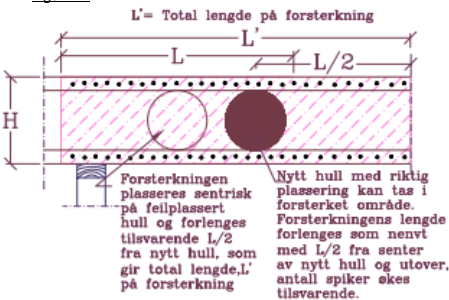 L'= Total lengde på forsterkning
L'
L
L/2
H
Forsterkningen
plasseres sentrisk
på feilplassert
hull og forlenges
tilsvarende L/2
fra nytt hull, som
gir total lengde,L'
på forsterkning
Nytt hull med riktig
plassering kan tas i
forsterket område.
Forsterkningens lengde
forlenges som nenvt
med L/2 fra senter
av nytt hull og utover,
antall spiker økes
tilsvarende.